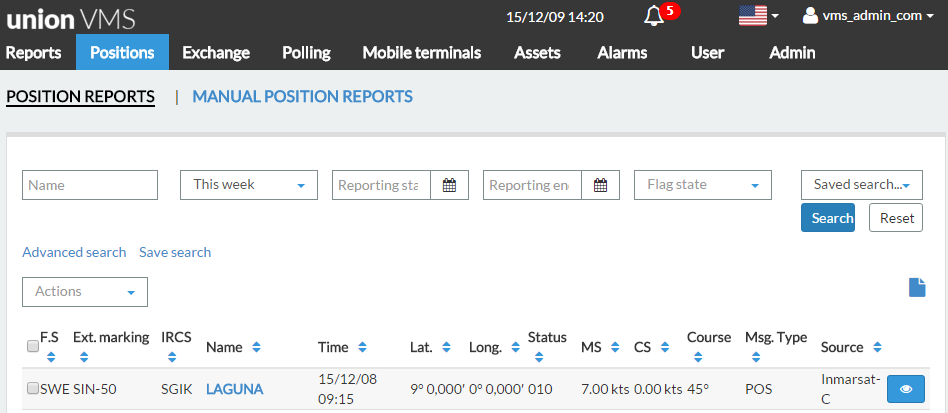 union VMS 15/12/09 14:20 5 vms_admin_com
Reports Positions Exchange Polling Mobile terminals Assets Alarms User Admin
POSITION REPORTS | MANUAL POSITION REPORTS
Name This week Reporting sta Reporting en Flag state Saved search...
Search Reset
Advanced search Save search
Actions
F.S Ext. marking IRCS Name Time Lat. Long. Status MS CS Course Msg. Type Source
SWE SIN-50 SGIK LAGUNA 15/12/08 9° 0,000' 0° 0,000' 010 7.00 kts 0.00 kts 45° POS Inmarsat-
09:15 C